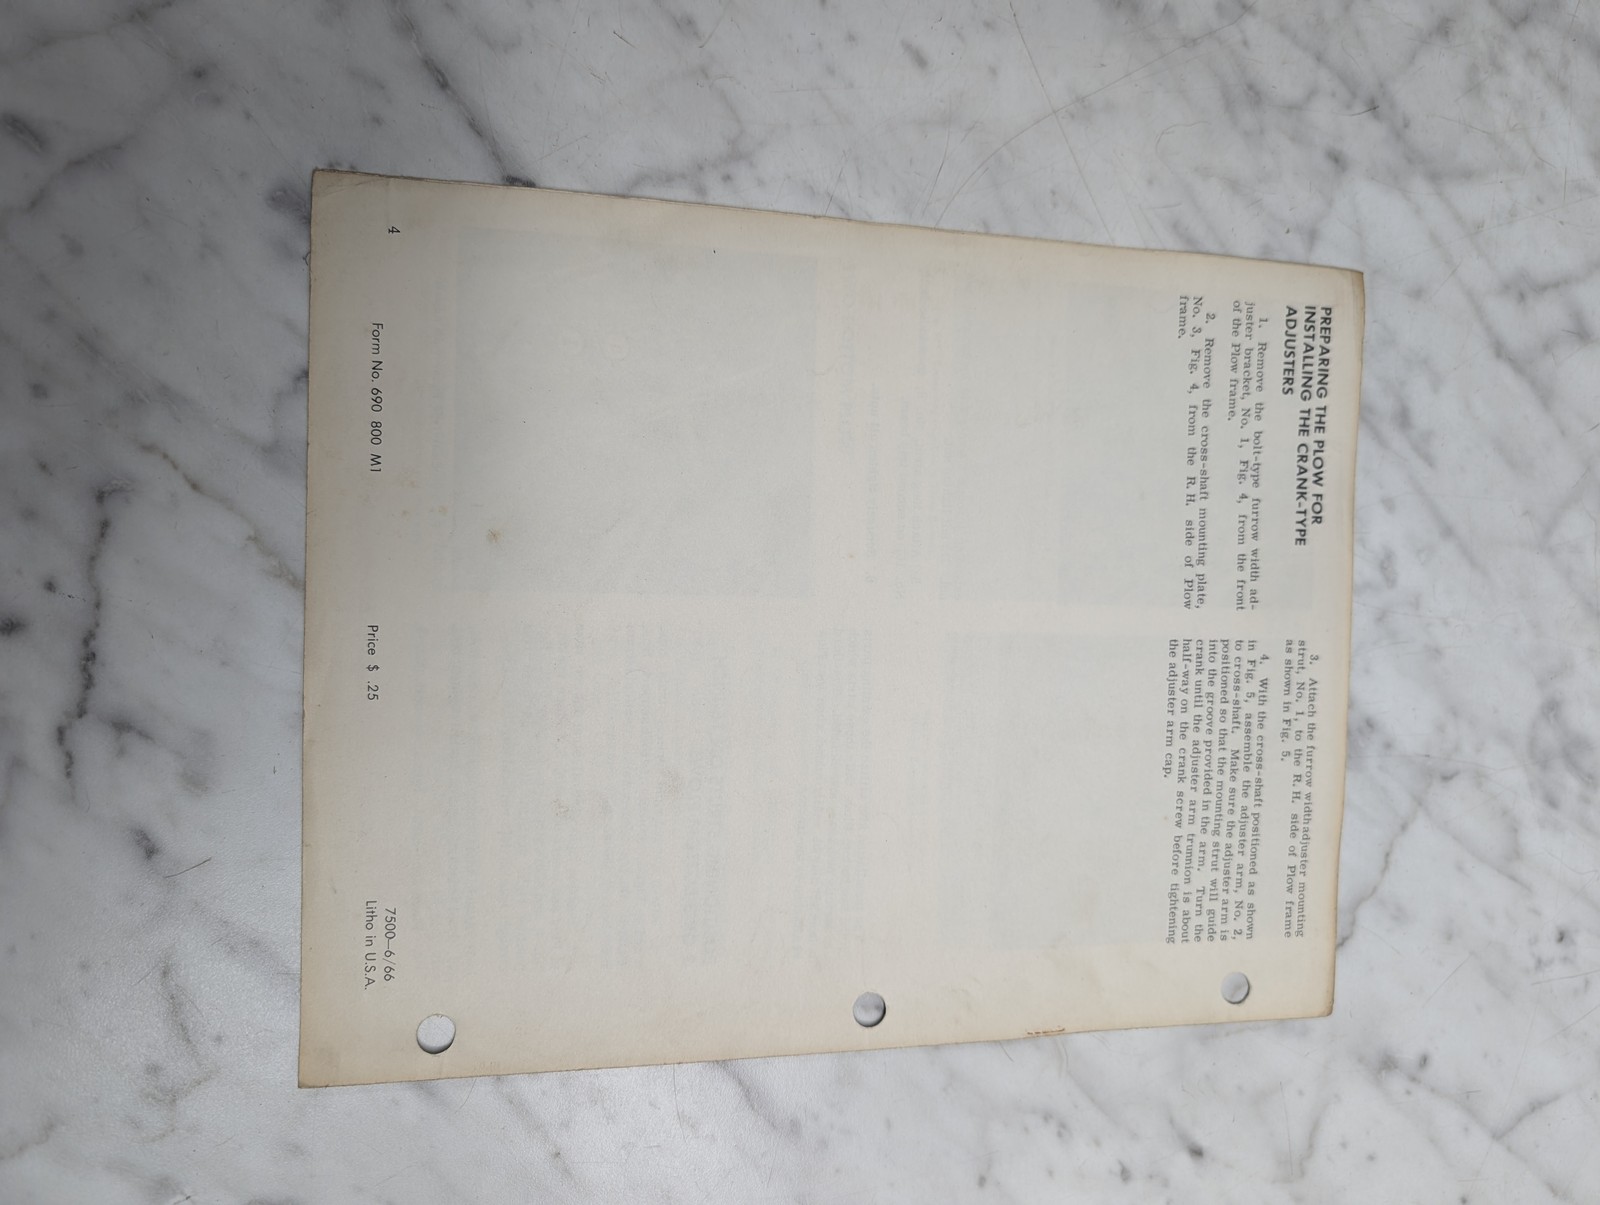 PREPARING THE PLOW FOR
INSTALLING THE CRANK-TYPE
ADJUSTERS
1. Remove the bolt-type furrow width ad-
juster bracket, No. 1, Fig. 4, from the front
of the Plow frame.
2. Remove the cross-shaft mounting plate,
No. 3, Fig. 4, from the R. H. side of Plow
frame.
3. Attach the furrow width adjuster mounting
strut, No. 1, to the R. H. side of Plow frame
as shown in Fig. 5.
4. With the cross-shaft positioned as shown
in Fig. 5, assemble the adjuster arm, No. 2,
to cross-shaft. Make sure the adjuster arm is
positioned so that the mounting strut will guide
into the groove provided in the arm. Turn the
crank until the adjuster arm trunnion is about
half-way on the crank screw before tightening
the adjuster arm cap.
4
Form No. 690 800 M1
Price $ .25
7500—6/66
Litho in U.S.A.